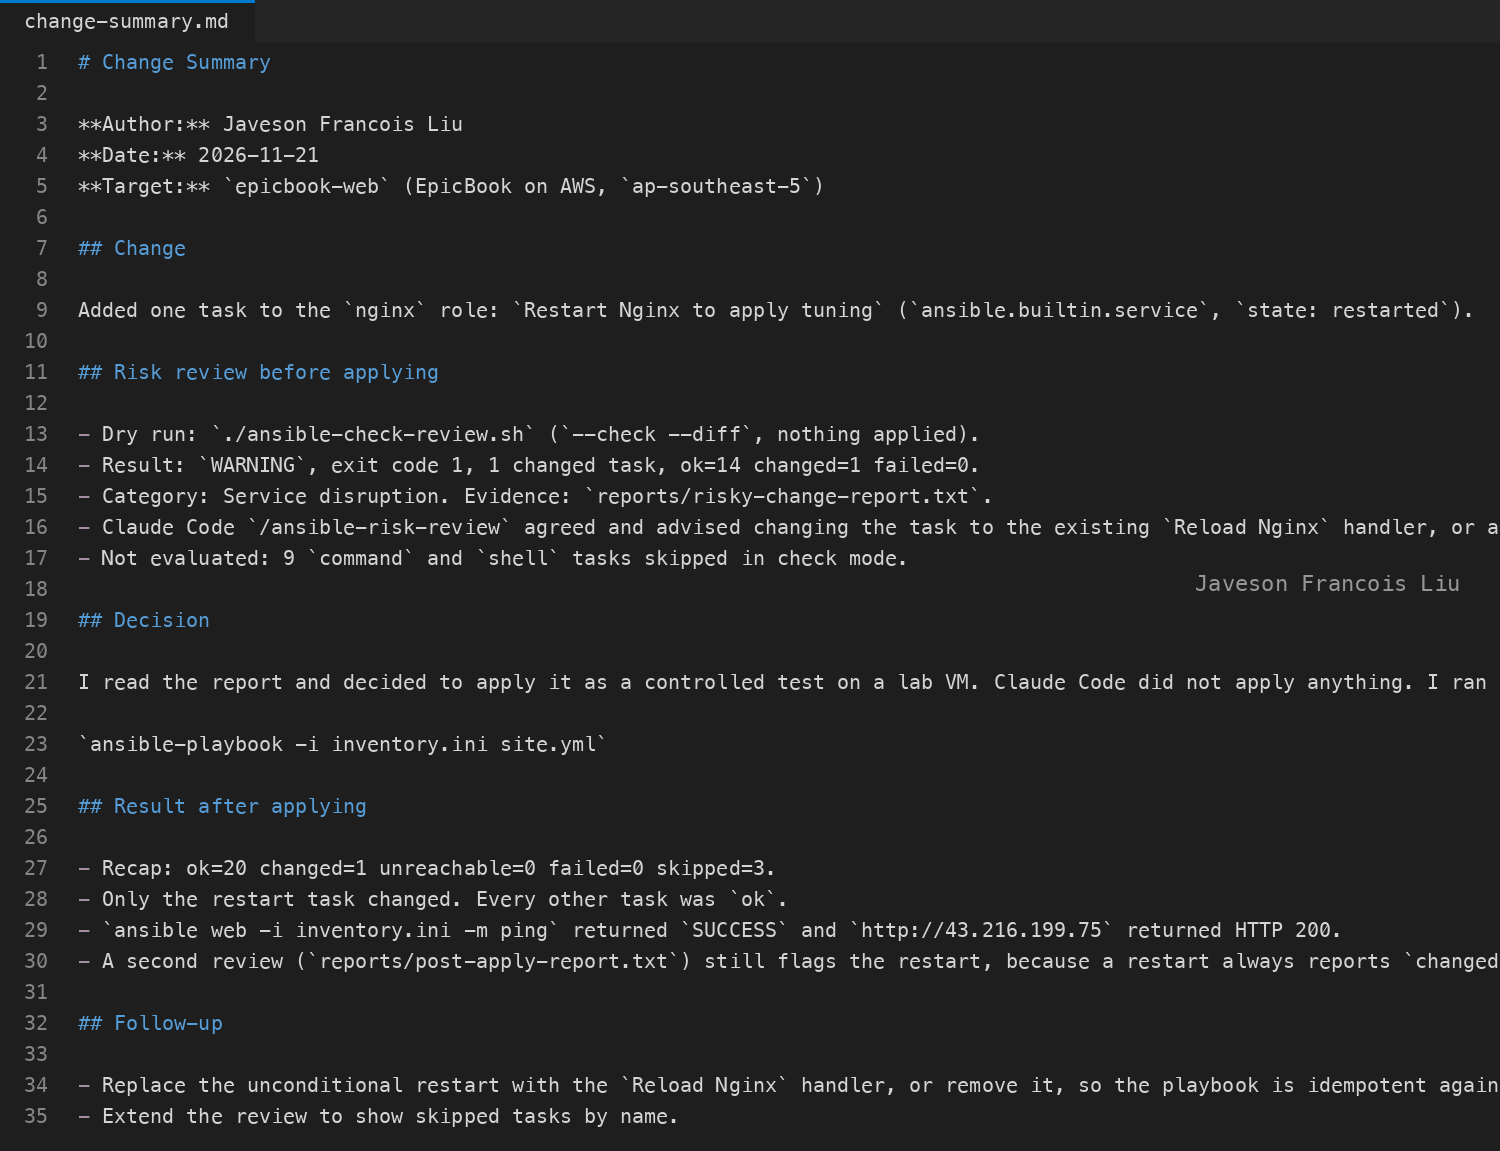 change-summary.md
1 # Change Summary
2
3 **Author:** Javeson Francois Liu
4 **Date:** 2026-11-21
5 **Target:** `epicbook-web` (EpicBook on AWS, `ap-southeast-5`)
6
7 ## Change
8
9 Added one task to the `nginx` role: `Restart Nginx to apply tuning` (`ansible.builtin.service`, `state: restarted`).
10
11 ## Risk review before applying
12
13 - Dry run: `./ansible-check-review.sh` (`--check --diff`, nothing applied).
14 - Result: `WARNING`, exit code 1, 1 changed task, ok=14 changed=1 failed=0.
15 - Category: Service disruption. Evidence: `reports/risky-change-report.txt`.
16 - Claude Code `/ansible-risk-review` agreed and advised changing the task to the existing `Reload Nginx` handler, or a
17 - Not evaluated: 9 `command` and `shell` tasks skipped in check mode.
Javeson Francois Liu
18
19 ## Decision
20
21 I read the report and decided to apply it as a controlled test on a lab VM. Claude Code did not apply anything. I ran
22
23 `ansible-playbook -i inventory.ini site.yml`
24
25 ## Result after applying
26
27 - Recap: ok=20 changed=1 unreachable=0 failed=0 skipped=3.
28 - Only the restart task changed. Every other task was `ok`.
29 - `ansible web -i inventory.ini -m ping` returned `SUCCESS` and `http://43.216.199.75` returned HTTP 200.
30 - A second review (`reports/post-apply-report.txt`) still flags the restart, because a restart always reports `changed
31
32 ## Follow-up
33
34 - Replace the unconditional restart with the `Reload Nginx` handler, or remove it, so the playbook is idempotent again
35 - Extend the review to show skipped tasks by name.